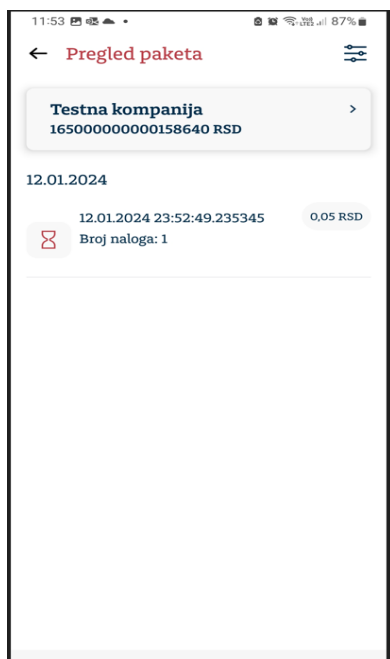 11:53 87%
Pregled paketa
Testna kompanija
165000000000158640 RSD
12.01.2024
12.01.2024 23:52:49.235345 0,05 RSD
Broj naloga: 1